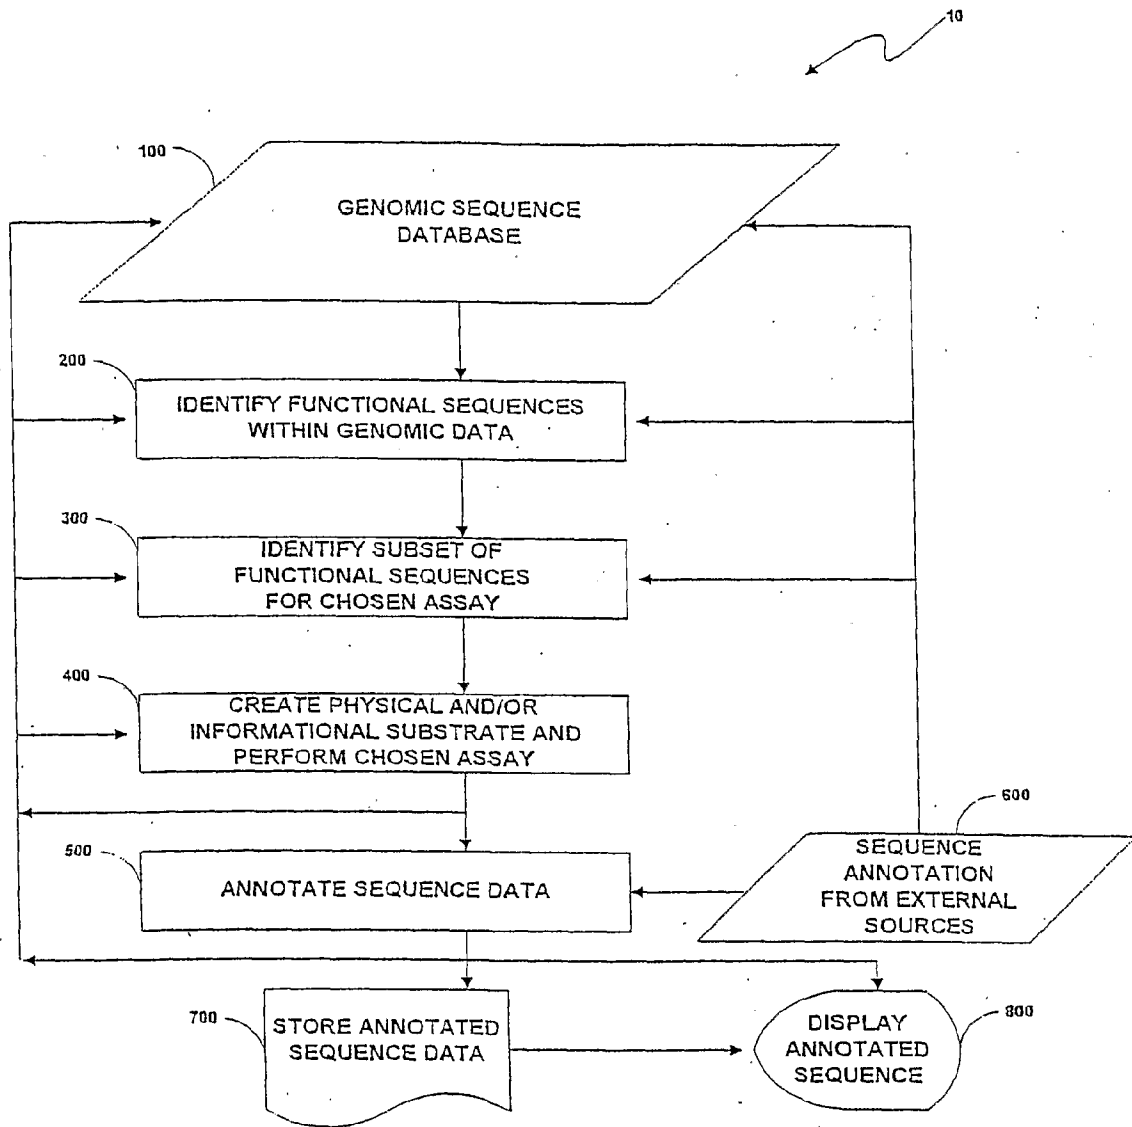 10
100
GENOMIC SEQUENCE
DATABASE
200
IDENTIFY FUNCTIONAL SEQUENCES
WITHIN GENOMIC DATA
300
IDENTIFY SUBSET OF
FUNCTIONAL SEQUENCES
FOR CHOSEN ASSAY
400
CREATE PHYSICAL AND/OR
INFORMATIONAL SUBSTRATE AND
PERFORM CHOSEN ASSAY
500
ANNOTATE SEQUENCE DATA
600
SEQUENCE
ANNOTATION
FROM EXTERNAL
SOURCES
700
STORE ANNOTATED
SEQUENCE DATA
800
DISPLAY
ANNOTATED
SEQUENCE